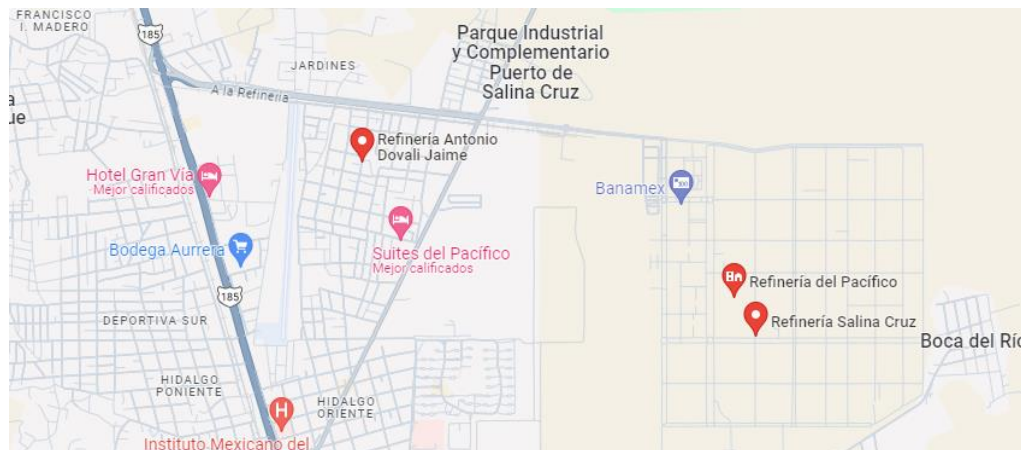 FRANCISCO
I. MADERO
185
JARDINES
Parque Industrial
y Complementario
Puerto de
Salina Cruz
A la Refinería
ue
Refinería Antonio
Dovali Jaime
Hotel Gran Vía
Mejor calificados
Banamex
Suites del Pacífico
Mejor calificados
Bodega Aurrera
Refinería del Pacífico
185
Refinería Salina Cruz
DEPORTIVA SUR
Boca del Río
HIDALGO
PONIENTE
HIDALGO
ORIENTE
H
Instituto Mexicano del